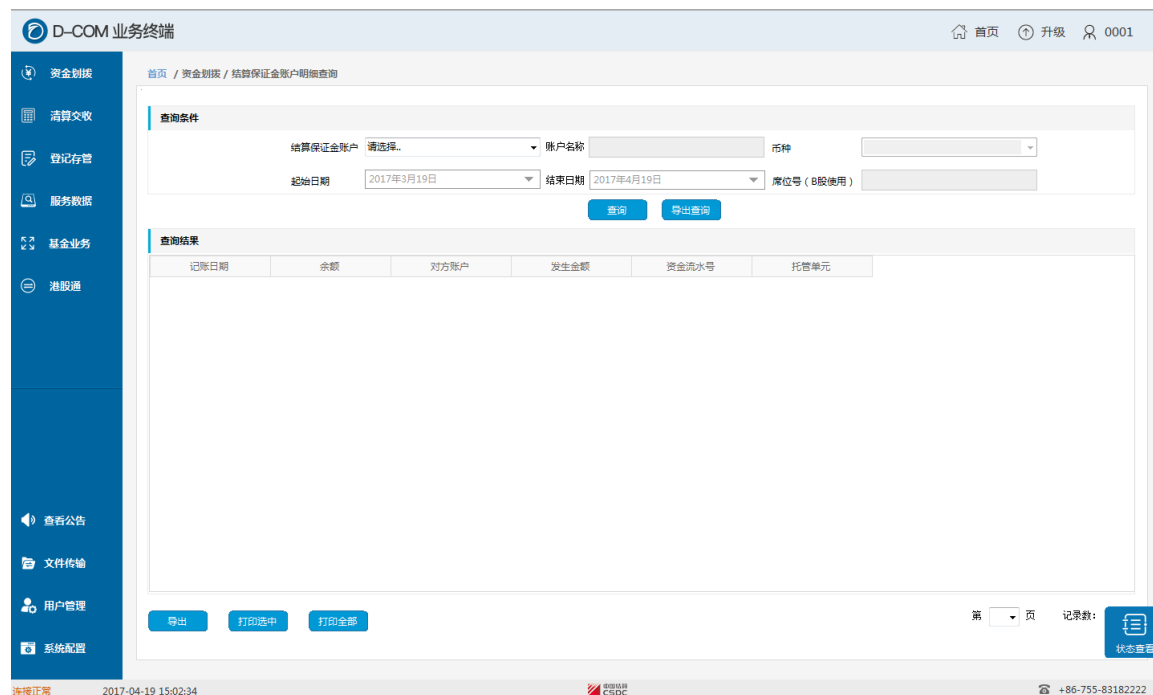 D-COM 业务终端
首页 升级 0001
资金划拨
清算交收
登记存管
服务数据
基金业务
港股通
查看公告
文件传输
用户管理
系统配置
首页 / 资金划拨 / 结算保证金账户明细查询
查询条件
结算保证金账户 请选择.. 账户名称 币种
起始日期 2017年3月19日 结束日期 2017年4月19日 席位号（B股使用）
查询 导出查询
查询结果
记账日期 余额 对方账户 发生金额 资金流水号 托管单元
导出 打印选中 打印全部
第 页 记录数：
状态查看
连接正常 2017-04-19 15:02:34 中国结算 CSDC +86-755-83182222